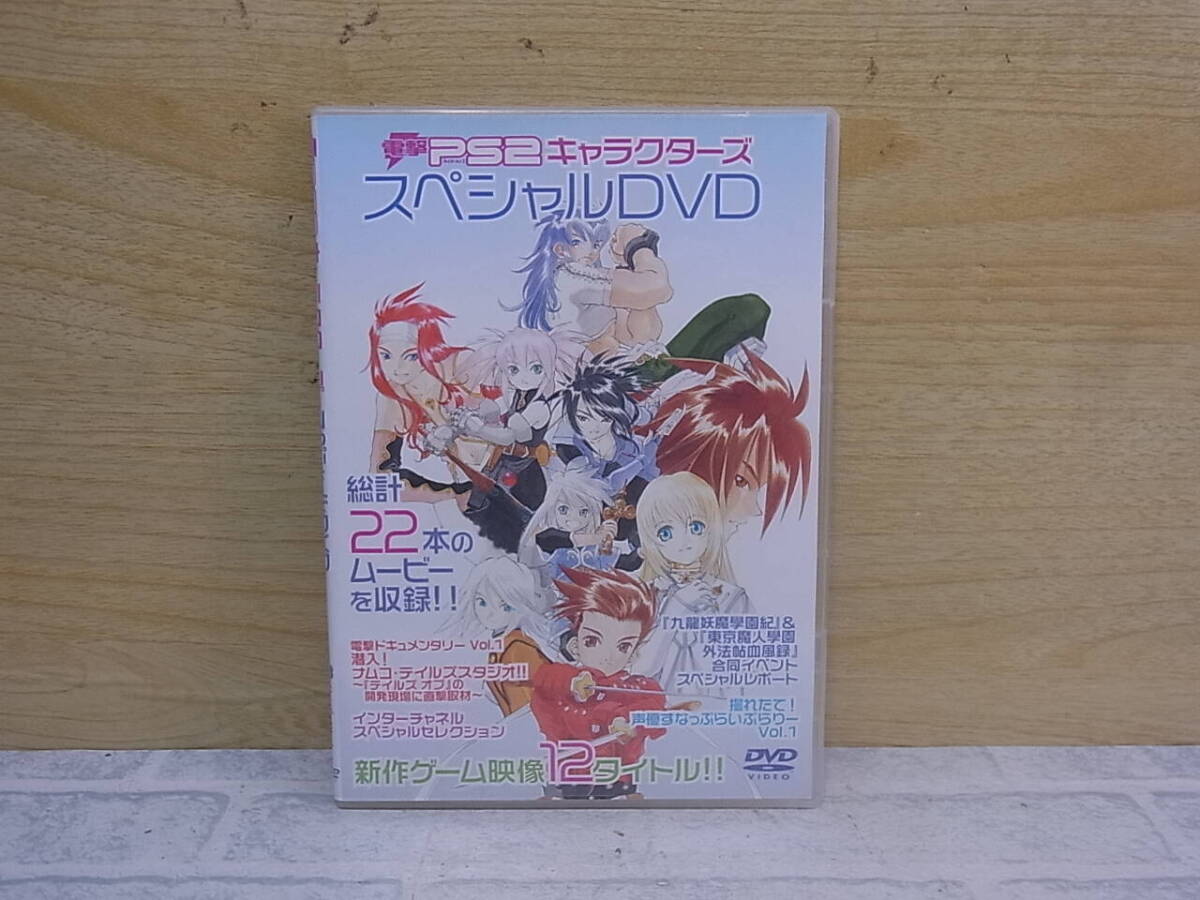 電撃PS2キャラクターズ
スペシャルDVD
総計
22本の
ムービー
を収録!!
電撃ドキュメンタリー Vol.1
潜入!
ナムコ・テイルズスタジオ!!
～『テイルズ オブ』の
開発現場に直撃取材～
インターチャネル
スペシャルセレクション
『九龍妖魔學園紀』&
『東京魔人學園
外法帖血風録』
合同イベント
スペシャルレポート
撮れたて!
声優すなっぷらいぶらりー
Vol.1
新作ゲーム映像12タイトル!!
DVD
VIDEO